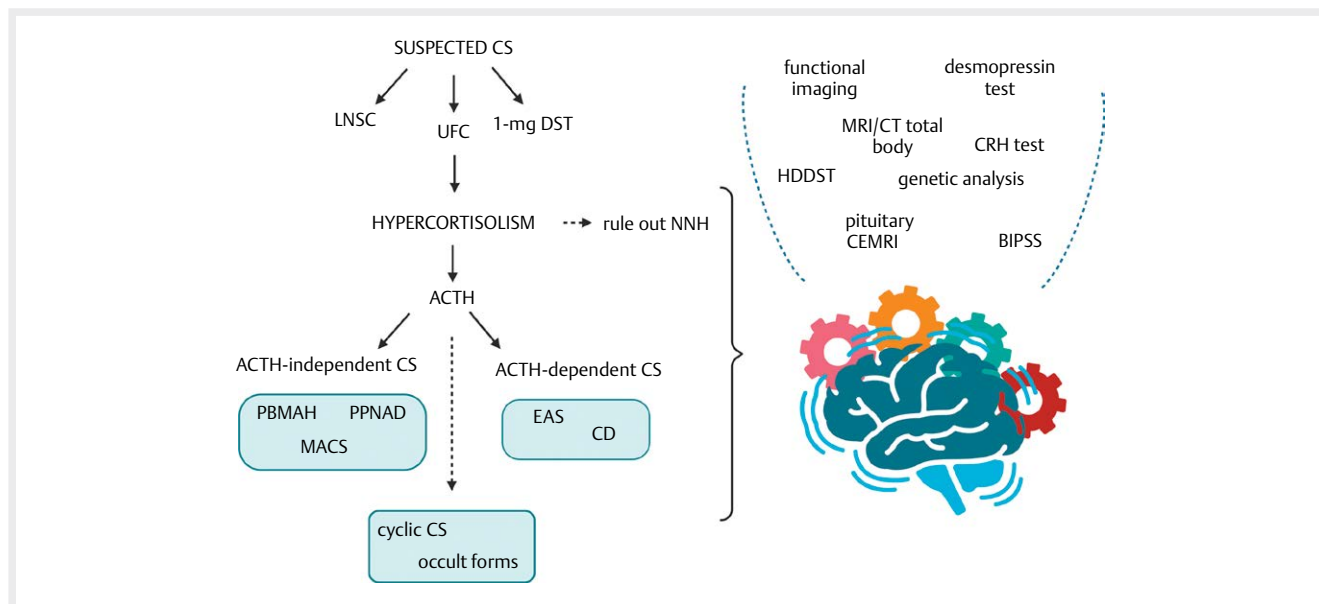 SUSPECTED CS
LNSC
UFC
1-mg DST
HYPERCORTISOLISM
rule out NNH
ACTH
ACTH-independent CS
ACTH-dependent CS
PBMAH PPNAD
MACS
EAS
CD
cyclic CS
occult forms
functional
imaging
desmopressin
test
MRI/CT total
body
CRH test
HDDST
genetic analysis
pituitary
CEMRI
BIPSS